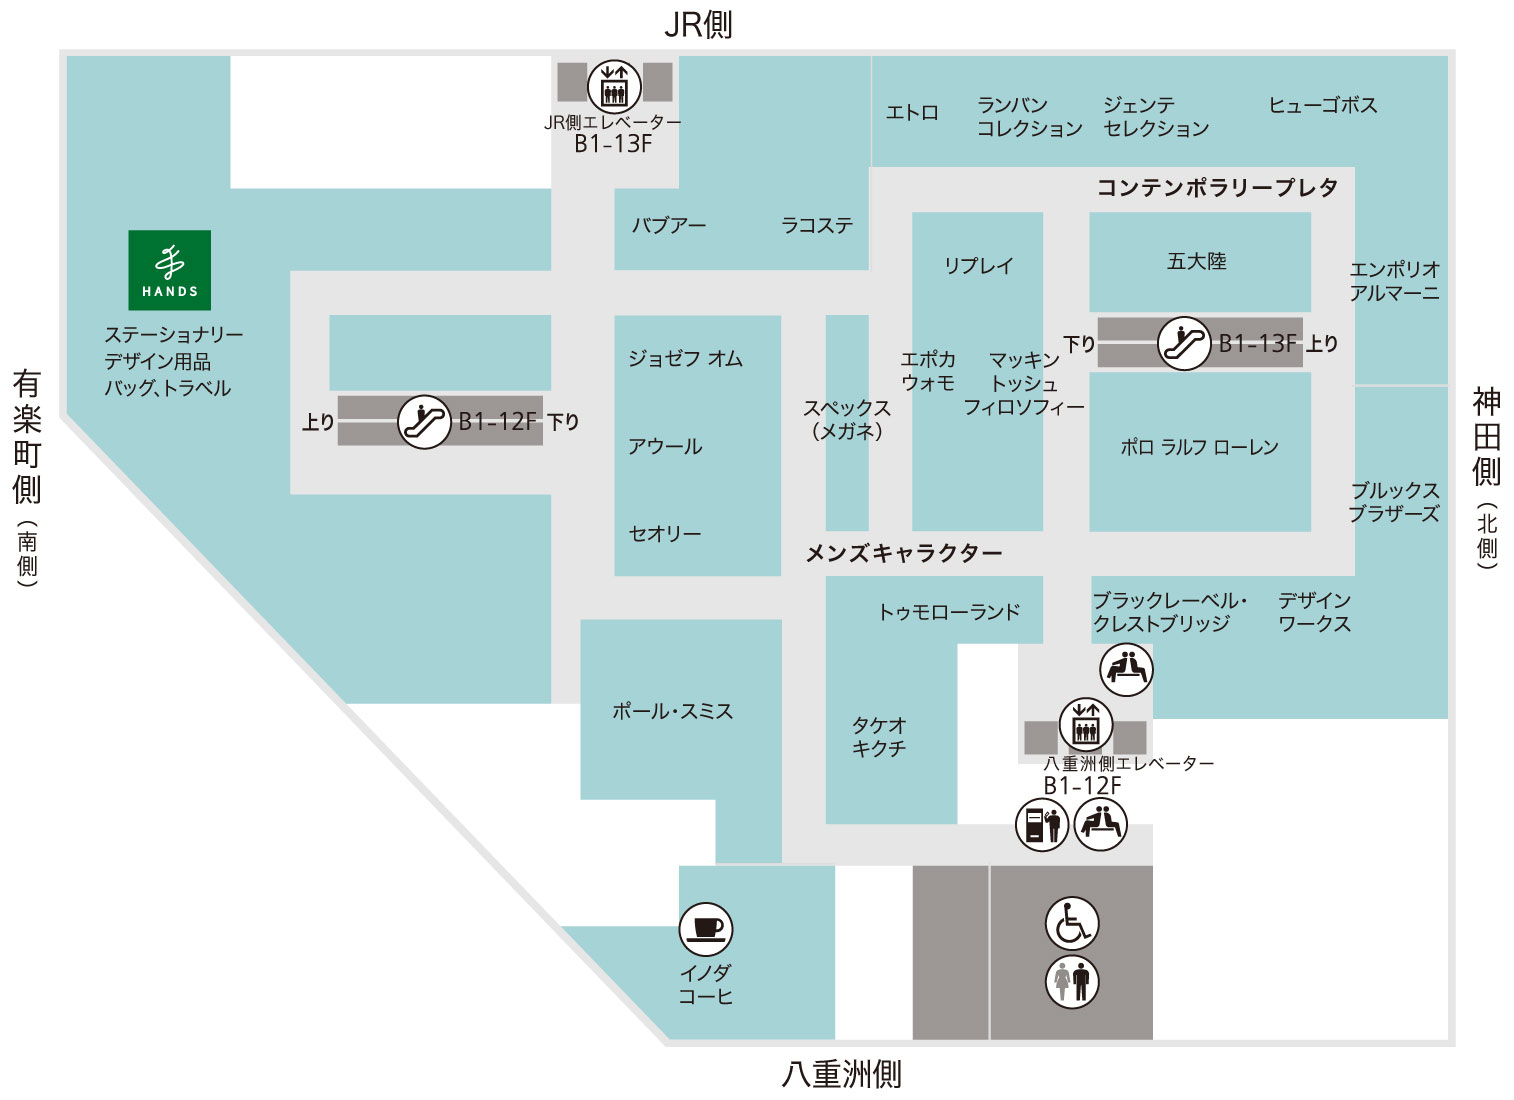 JR側
JR側エレベーター
B1-13F
エトロ
ランバン
コレクション
ジェンテ
セレクション
ヒューゴボス
コンテンポラリープレタ
バブアー
ラコステ
リプレイ
五大陸
エンポリオ
アルマーニ
HANDS
ステーショナリー
デザイン用品
バッグ、トラベル
下り
B1-13F
上り
ジョゼフ オム
エポカ
ウォモ
マッキン
トッシュ
フィロソフィー
有楽町側（南側）
神田側（北側）
上り
B1-12F
下り
スペックス
（メガネ）
アウール
ポロ ラルフ ローレン
セオリー
ブルックス
ブラザーズ
メンズキャラクター
トゥモローランド
ブラックレーベル・
クレストブリッジ
デザイン
ワークス
ポール・スミス
タケオ
キクチ
八重洲側エレベーター
B1-12F
イノダ
コーヒ
八重洲側